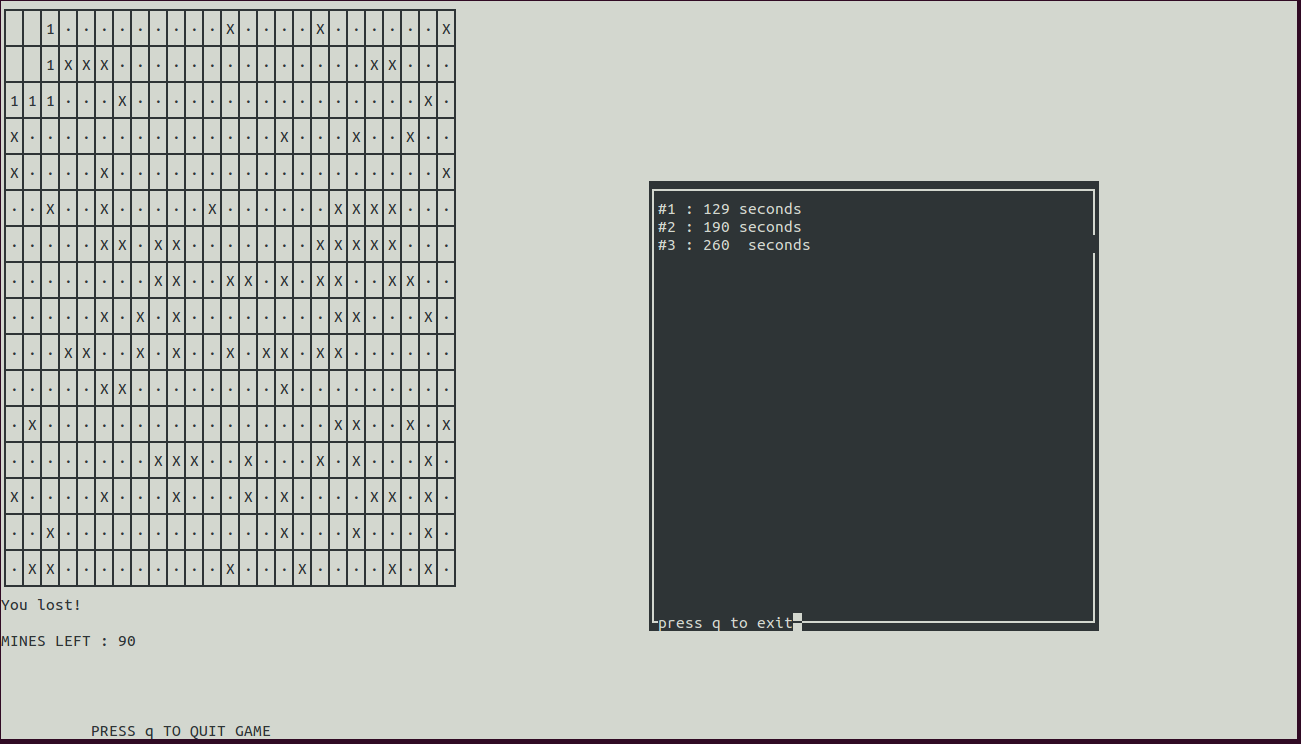 1 · · · · · · · · · X · · · · X · · · · · · X
1 X X X · · · · · · · · · · · · · · X X · · ·
1 1 1 · · · X · · · · · · · · · · · · · · · · X ·
X · · · · · · · · · · · · · · X · · · X · · X · ·
X · · · · X · · · · · · · · · · · · · · · · · · X
· · X · · X · · · · · X · · · · · · X X X X · · ·
· · · · · X X · X X · · · · · · · X X X X X · · ·
· · · · · · · · X X · · X X · X · X X · · X X · ·
· · · · · X · X · X · · · · · · · · X X · · · X ·
· · · X X · · X · X · · X · X X · X X · · · · · ·
· · · · · X X · · · · · · · · X · · · · · · · · ·
· X · · · · · · · · · · · · · · · · X X · · X · X
· · · · · · · · X X X · · X · · · X · X · · · X ·
X · · · · X · · · X · · · X · X · · · · X X · X ·
· · X · · · · · · · · · · · · X · · · X · · · X ·
· X X · · · · · · · · · X · · · X · · · · X · X ·
You lost!
MINES LEFT : 90
PRESS q TO QUIT GAME
#1 : 129 seconds
#2 : 190 seconds
#3 : 260  seconds
press q to exit